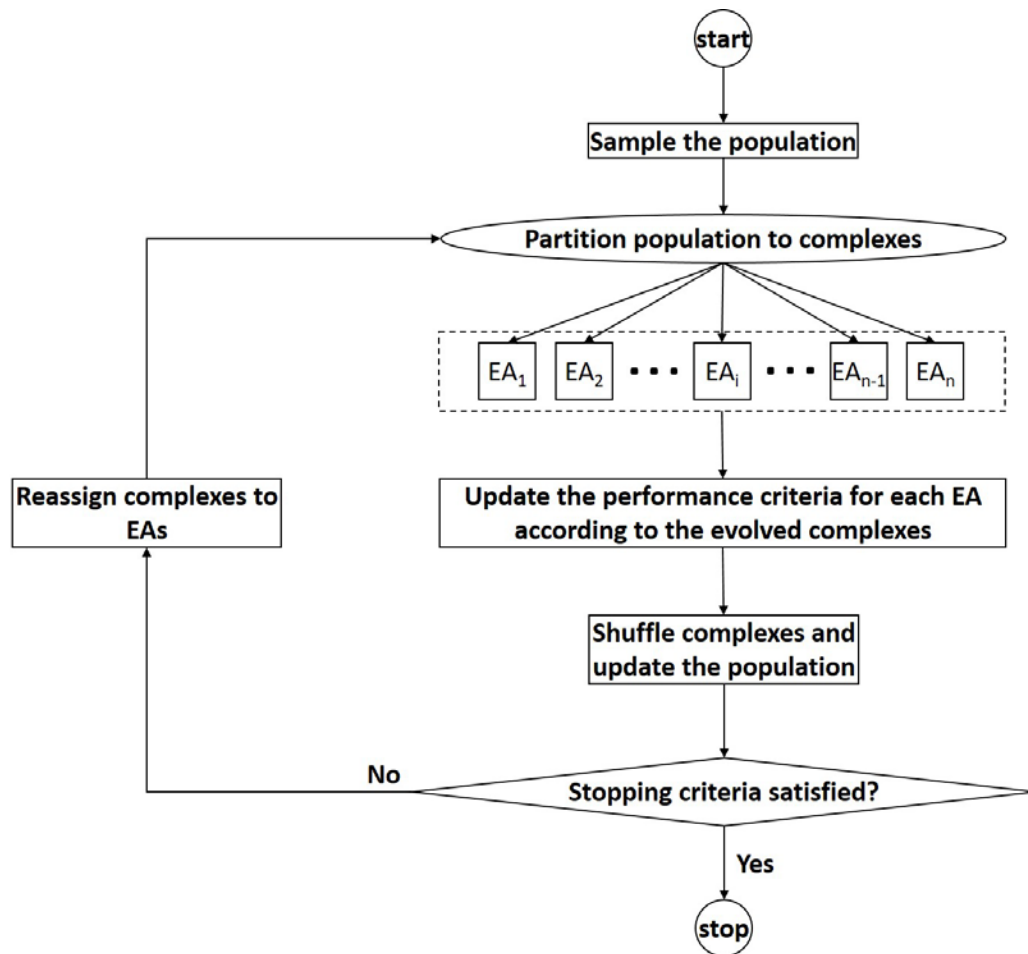 start
Sample the population
Partition population to complexes
EA₁ EA₂ ··· EAᵢ ··· EAₙ₋₁ EAₙ
Update the performance criteria for each EA
according to the evolved complexes
Reassign complexes to
EAs
Shuffle complexes and
update the population
Stopping criteria satisfied?
No
Yes
stop